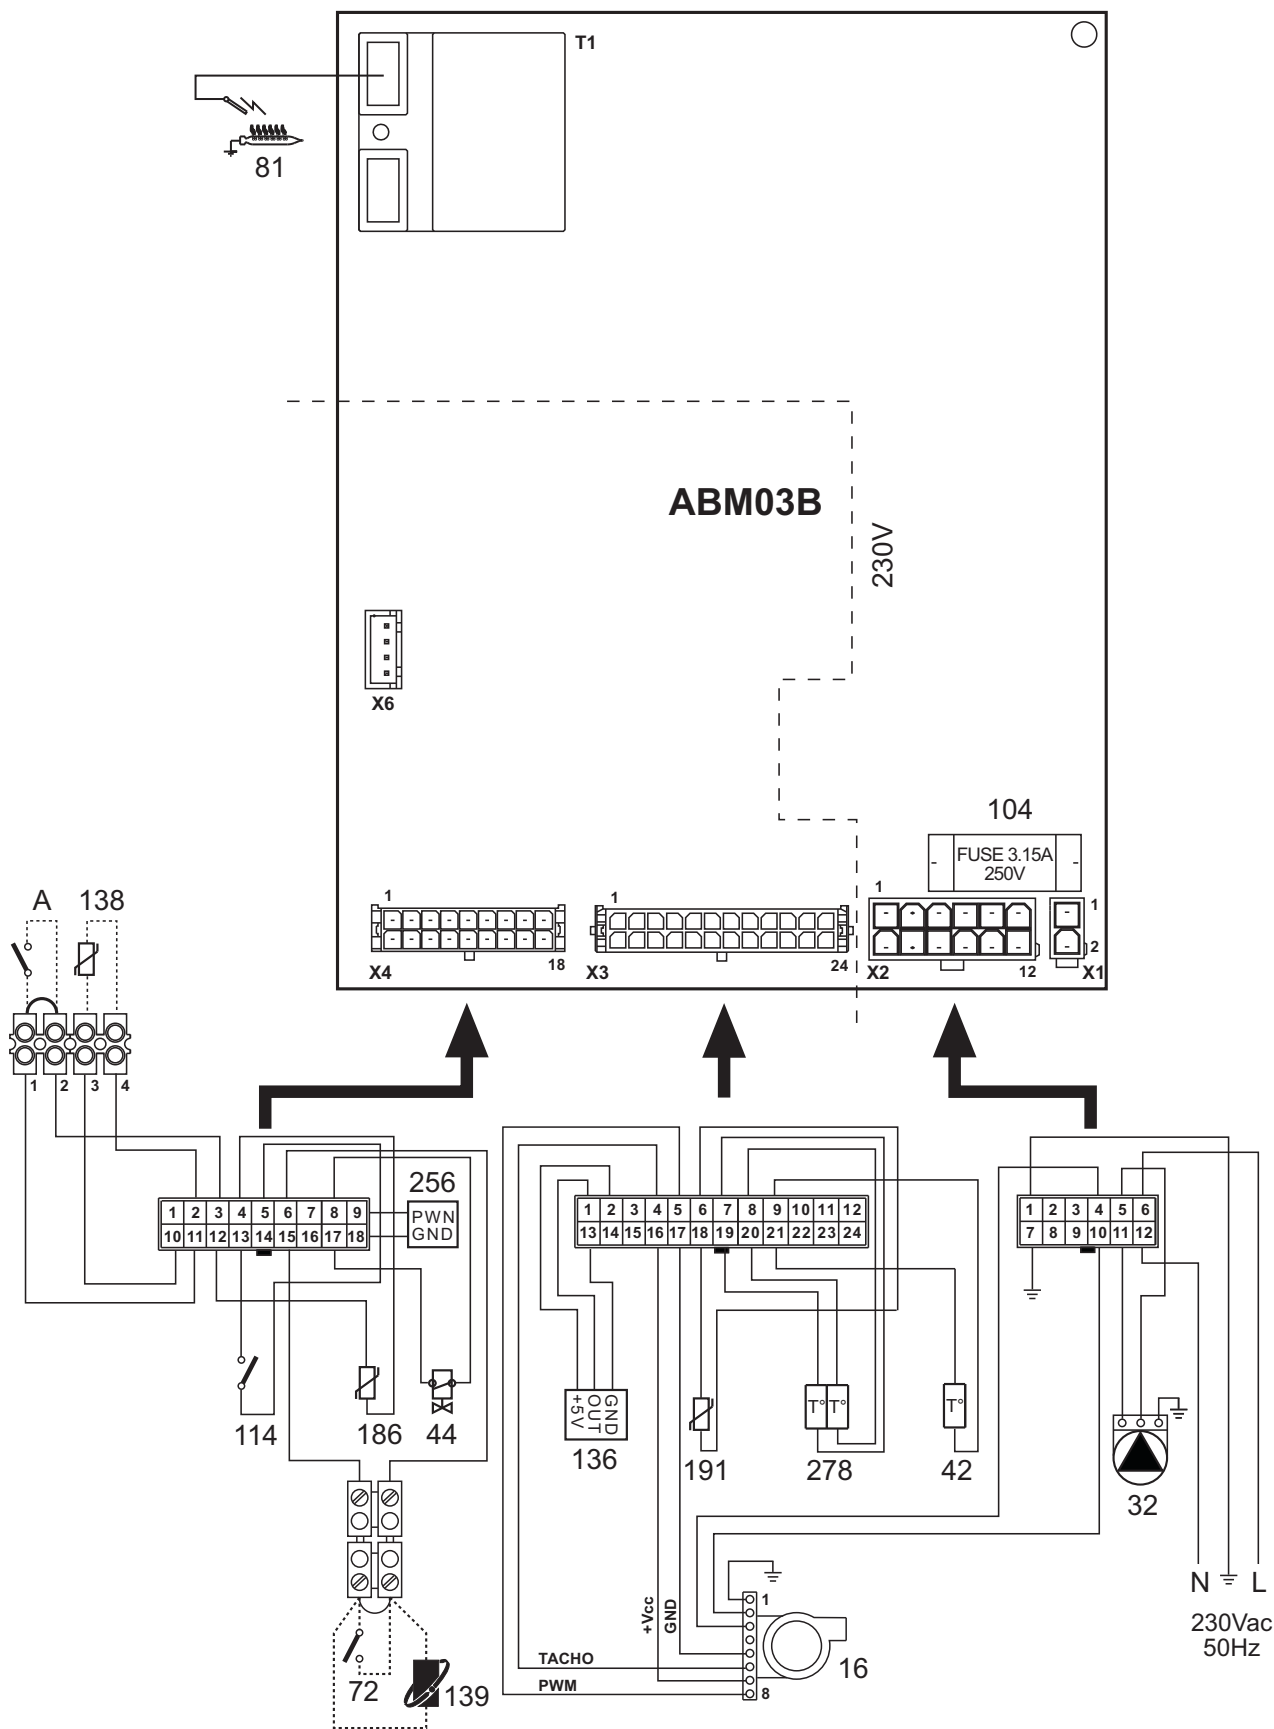 T1
81
ABM03B
230V
X6
104
FUSE 3.15A
250V
1
18
X4
1
24
X3
1
12
X2
1
2
X1
A
138
1 2 3 4
256
PWN
GND
1 2 3 4 5 6 7 8 9
10 11 12 13 14 15 16 17 18
1 2 3 4 5 6 7 8 9 10 11 12
13 14 15 16 17 18 19 20 21 22 23 24
1 2 3 4 5 6
7 8 9 10 11 12
114
186
44
+5V
OUT
GND
136
191
T°
T°
278
T°
42
32
N
L
230Vac
50Hz
+Vcc
GND
TACHO
PWM
1
8
16
72
139